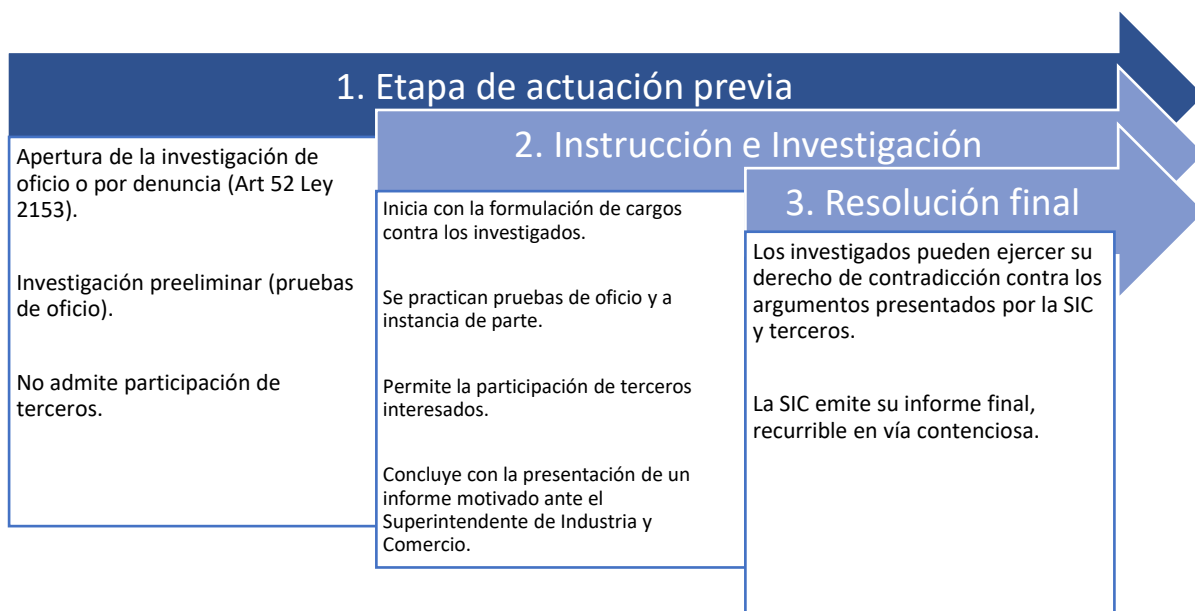 1. Etapa de actuación previa
Apertura de la investigación de
oficio o por denuncia (Art 52 Ley
2153).
Investigación preeliminar (pruebas
de oficio).
No admite participación de
terceros.
2. Instrucción e Investigación
Inicia con la formulación de cargos
contra los investigados.
Se practican pruebas de oficio y a
instancia de parte.
Permite la participación de terceros
interesados.
Concluye con la presentación de un
informe motivado ante el
Superintendente de Industria y
Comercio.
3. Resolución final
Los investigados pueden ejercer su
derecho de contradicción contra los
argumentos presentados por la SIC
y terceros.
La SIC emite su informe final,
recurrible en vía contenciosa.